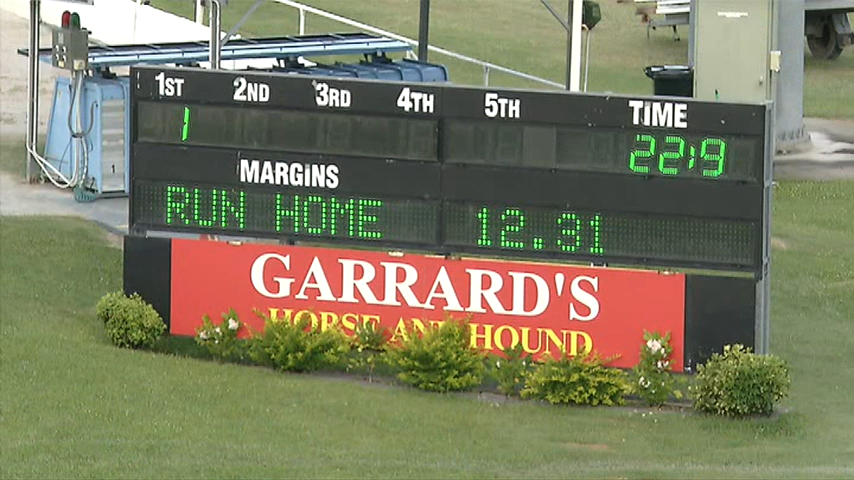 1ST 2ND 3RD 4TH 5TH TIME
1 22:9
MARGINS
RUN HOME 12.31
GARRARD'S
HORSE AND HOUND